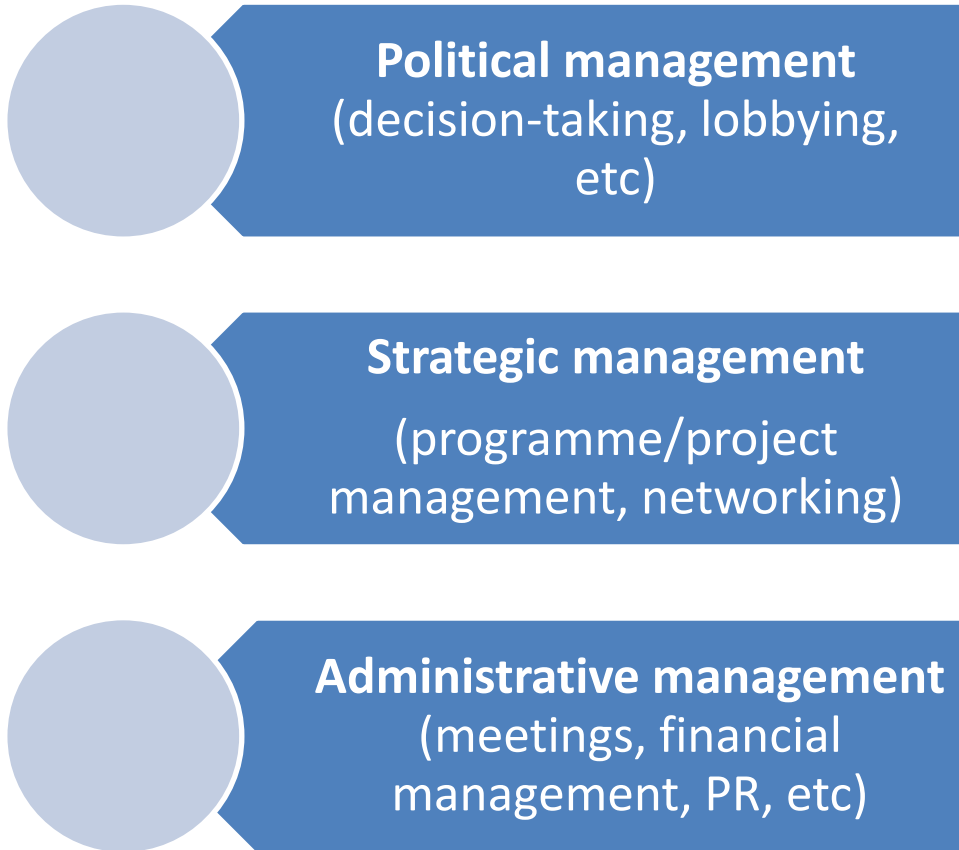 Political management
(decision-taking, lobbying,
etc)
Strategic management
(programme/project
management, networking)
Administrative management
(meetings, financial
management, PR, etc)